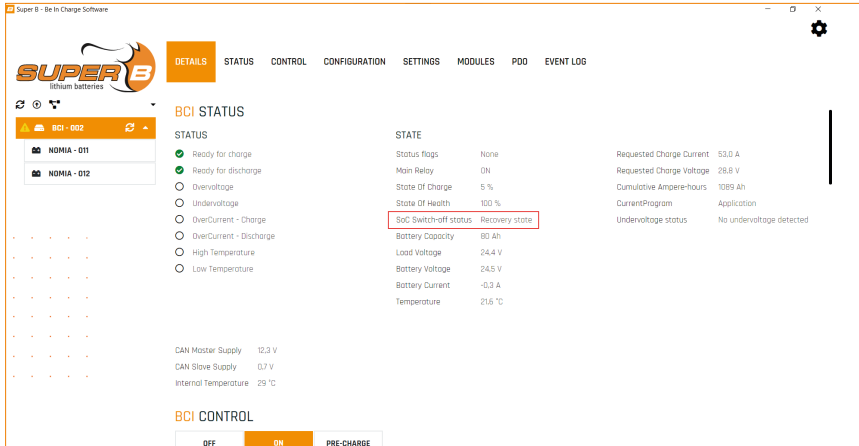 Super B - Be In Charge Software
SUPER B
lithium batteries
DETAILS STATUS CONTROL CONFIGURATION SETTINGS MODULES PDO EVENT LOG
BCI - 002
NOMIA - 011
NOMIA - 012
BCI STATUS
STATUS
Ready for charge
Ready for discharge
Overvoltage
Undervoltage
OverCurrent - Charge
OverCurrent - Discharge
High Temperature
Low Temperature
STATE
Status flags None
Main Relay ON
State Of Charge 5 %
State Of Health 100 %
SoC Switch-off status Recovery state
Battery Capacity 80 Ah
Load Voltage 24,4 V
Battery Voltage 24,5 V
Battery Current -0,3 A
Temperature 21,6 °C
Requested Charge Current 53,0 A
Requested Charge Voltage 28,8 V
Cumulative Ampere-hours 1089 Ah
CurrentProgram Application
Undervoltage status No undervoltage detected
CAN Master Supply 12,3 V
CAN Slave Supply 0,7 V
Internal Temperature 29 °C
BCI CONTROL
OFF ON PRE-CHARGE